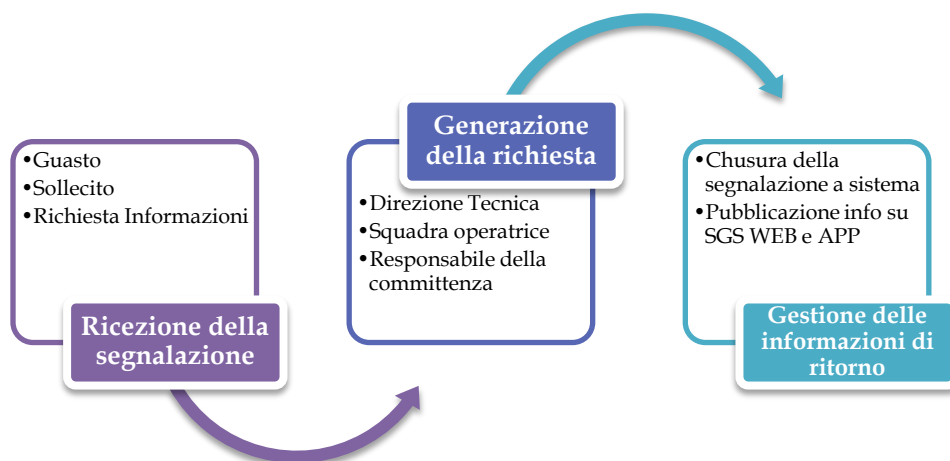 •Guasto
•Sollecito
•Richiesta Informazioni
Ricezione della
segnalazione
Generazione
della richiesta
•Direzione Tecnica
•Squadra operatrice
•Responsabile della
committenza
•Chusura della
segnalazione a sistema
•Pubblicazione info su
SGS WEB e APP
Gestione delle
informazioni di
ritorno